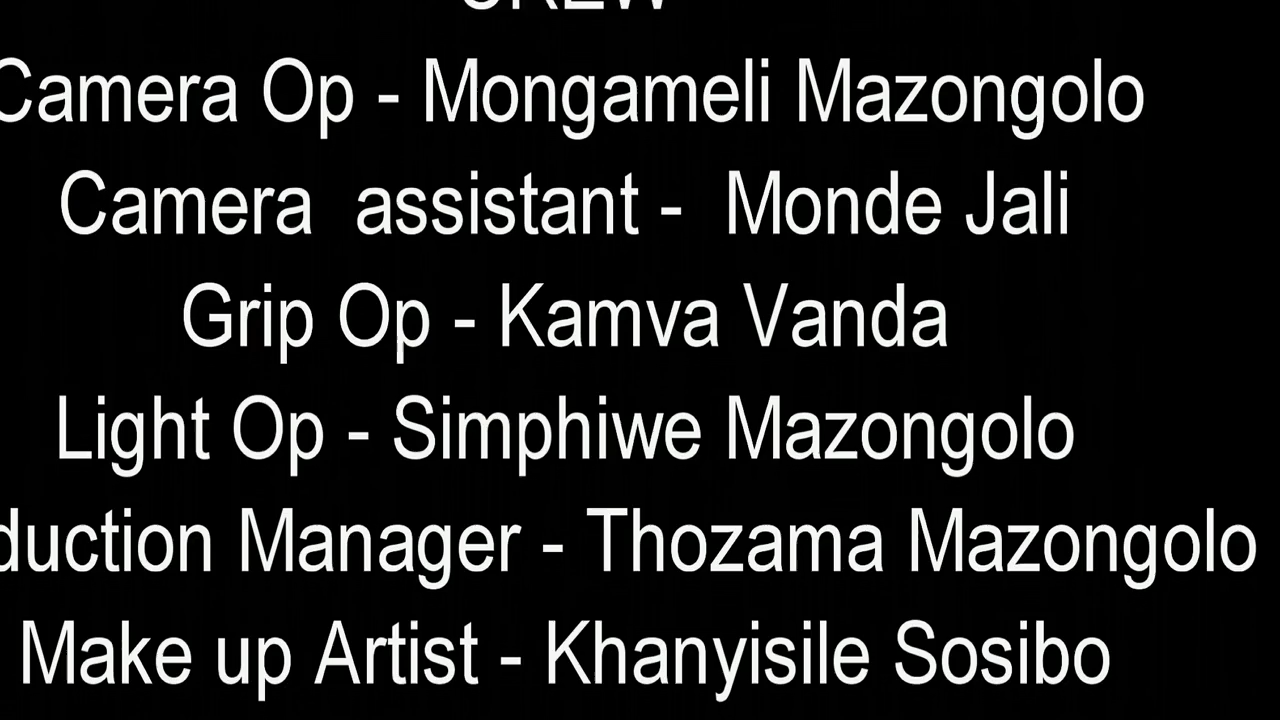 CREW
Camera Op - Mongameli Mazongolo
Camera assistant - Monde Jali
Grip Op - Kamva Vanda
Light Op - Simphiwe Mazongolo
duction Manager - Thozama Mazongolo
Make up Artist - Khanyisile Sosibo